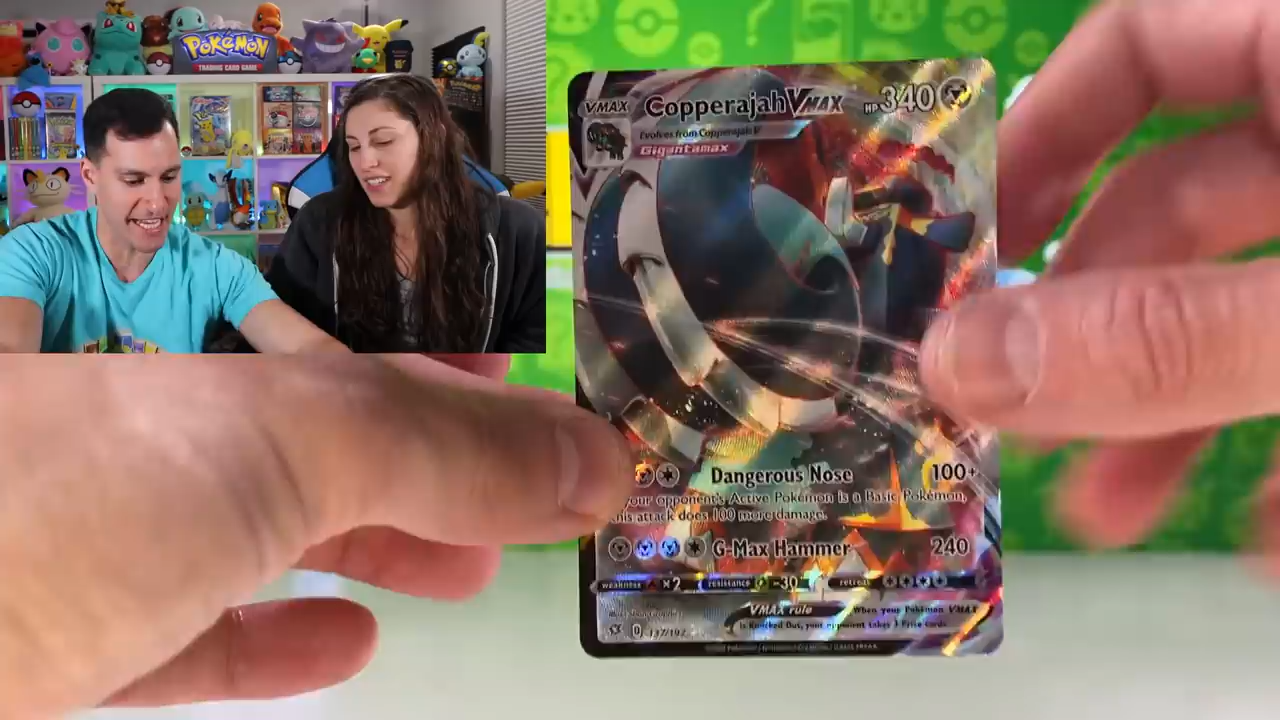 Pokémon
TRADING CARD GAME
VMAX
Copperajah VMAX
HP 340
Evolves from Copperajah V
Gigantamax
Dangerous Nose 100+
your opponent's Active Pokémon is a Basic Pokémon,
this attack does 100 more damage.
G-Max Hammer 240
weakness ×2 resistance -30 retreat
VMAX rule When your Pokémon VMAX
is Knocked Out, your opponent takes 3 Prize cards.
D 137/192